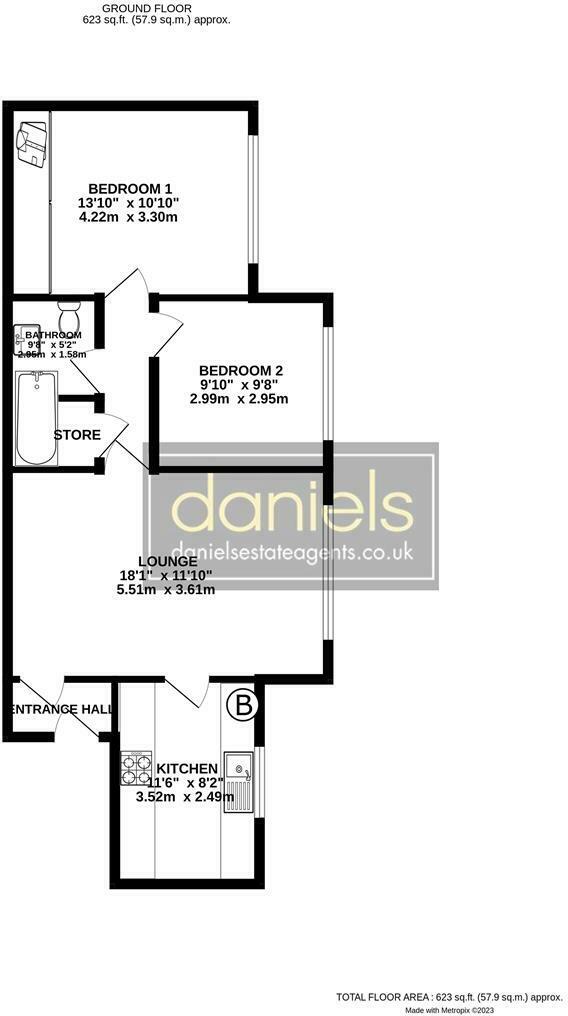 GROUND FLOOR
623 sq.ft. (57.9 sq.m.) approx.
BEDROOM 1
13'10" x 10'10"
4.22m x 3.30m
BATHROOM
9'8" x 5'2"
2.95m x 1.58m
BEDROOM 2
9'10" x 9'8"
2.99m x 2.95m
STORE
daniels
danielsestateagents.co.uk
LOUNGE
18'1" x 11'10"
5.51m x 3.61m
ENTRANCE HALL
B
KITCHEN
11'6" x 8'2"
3.52m x 2.49m
TOTAL FLOOR AREA : 623 sq.ft. (57.9 sq.m.) approx.
Made with Metropix ©2023